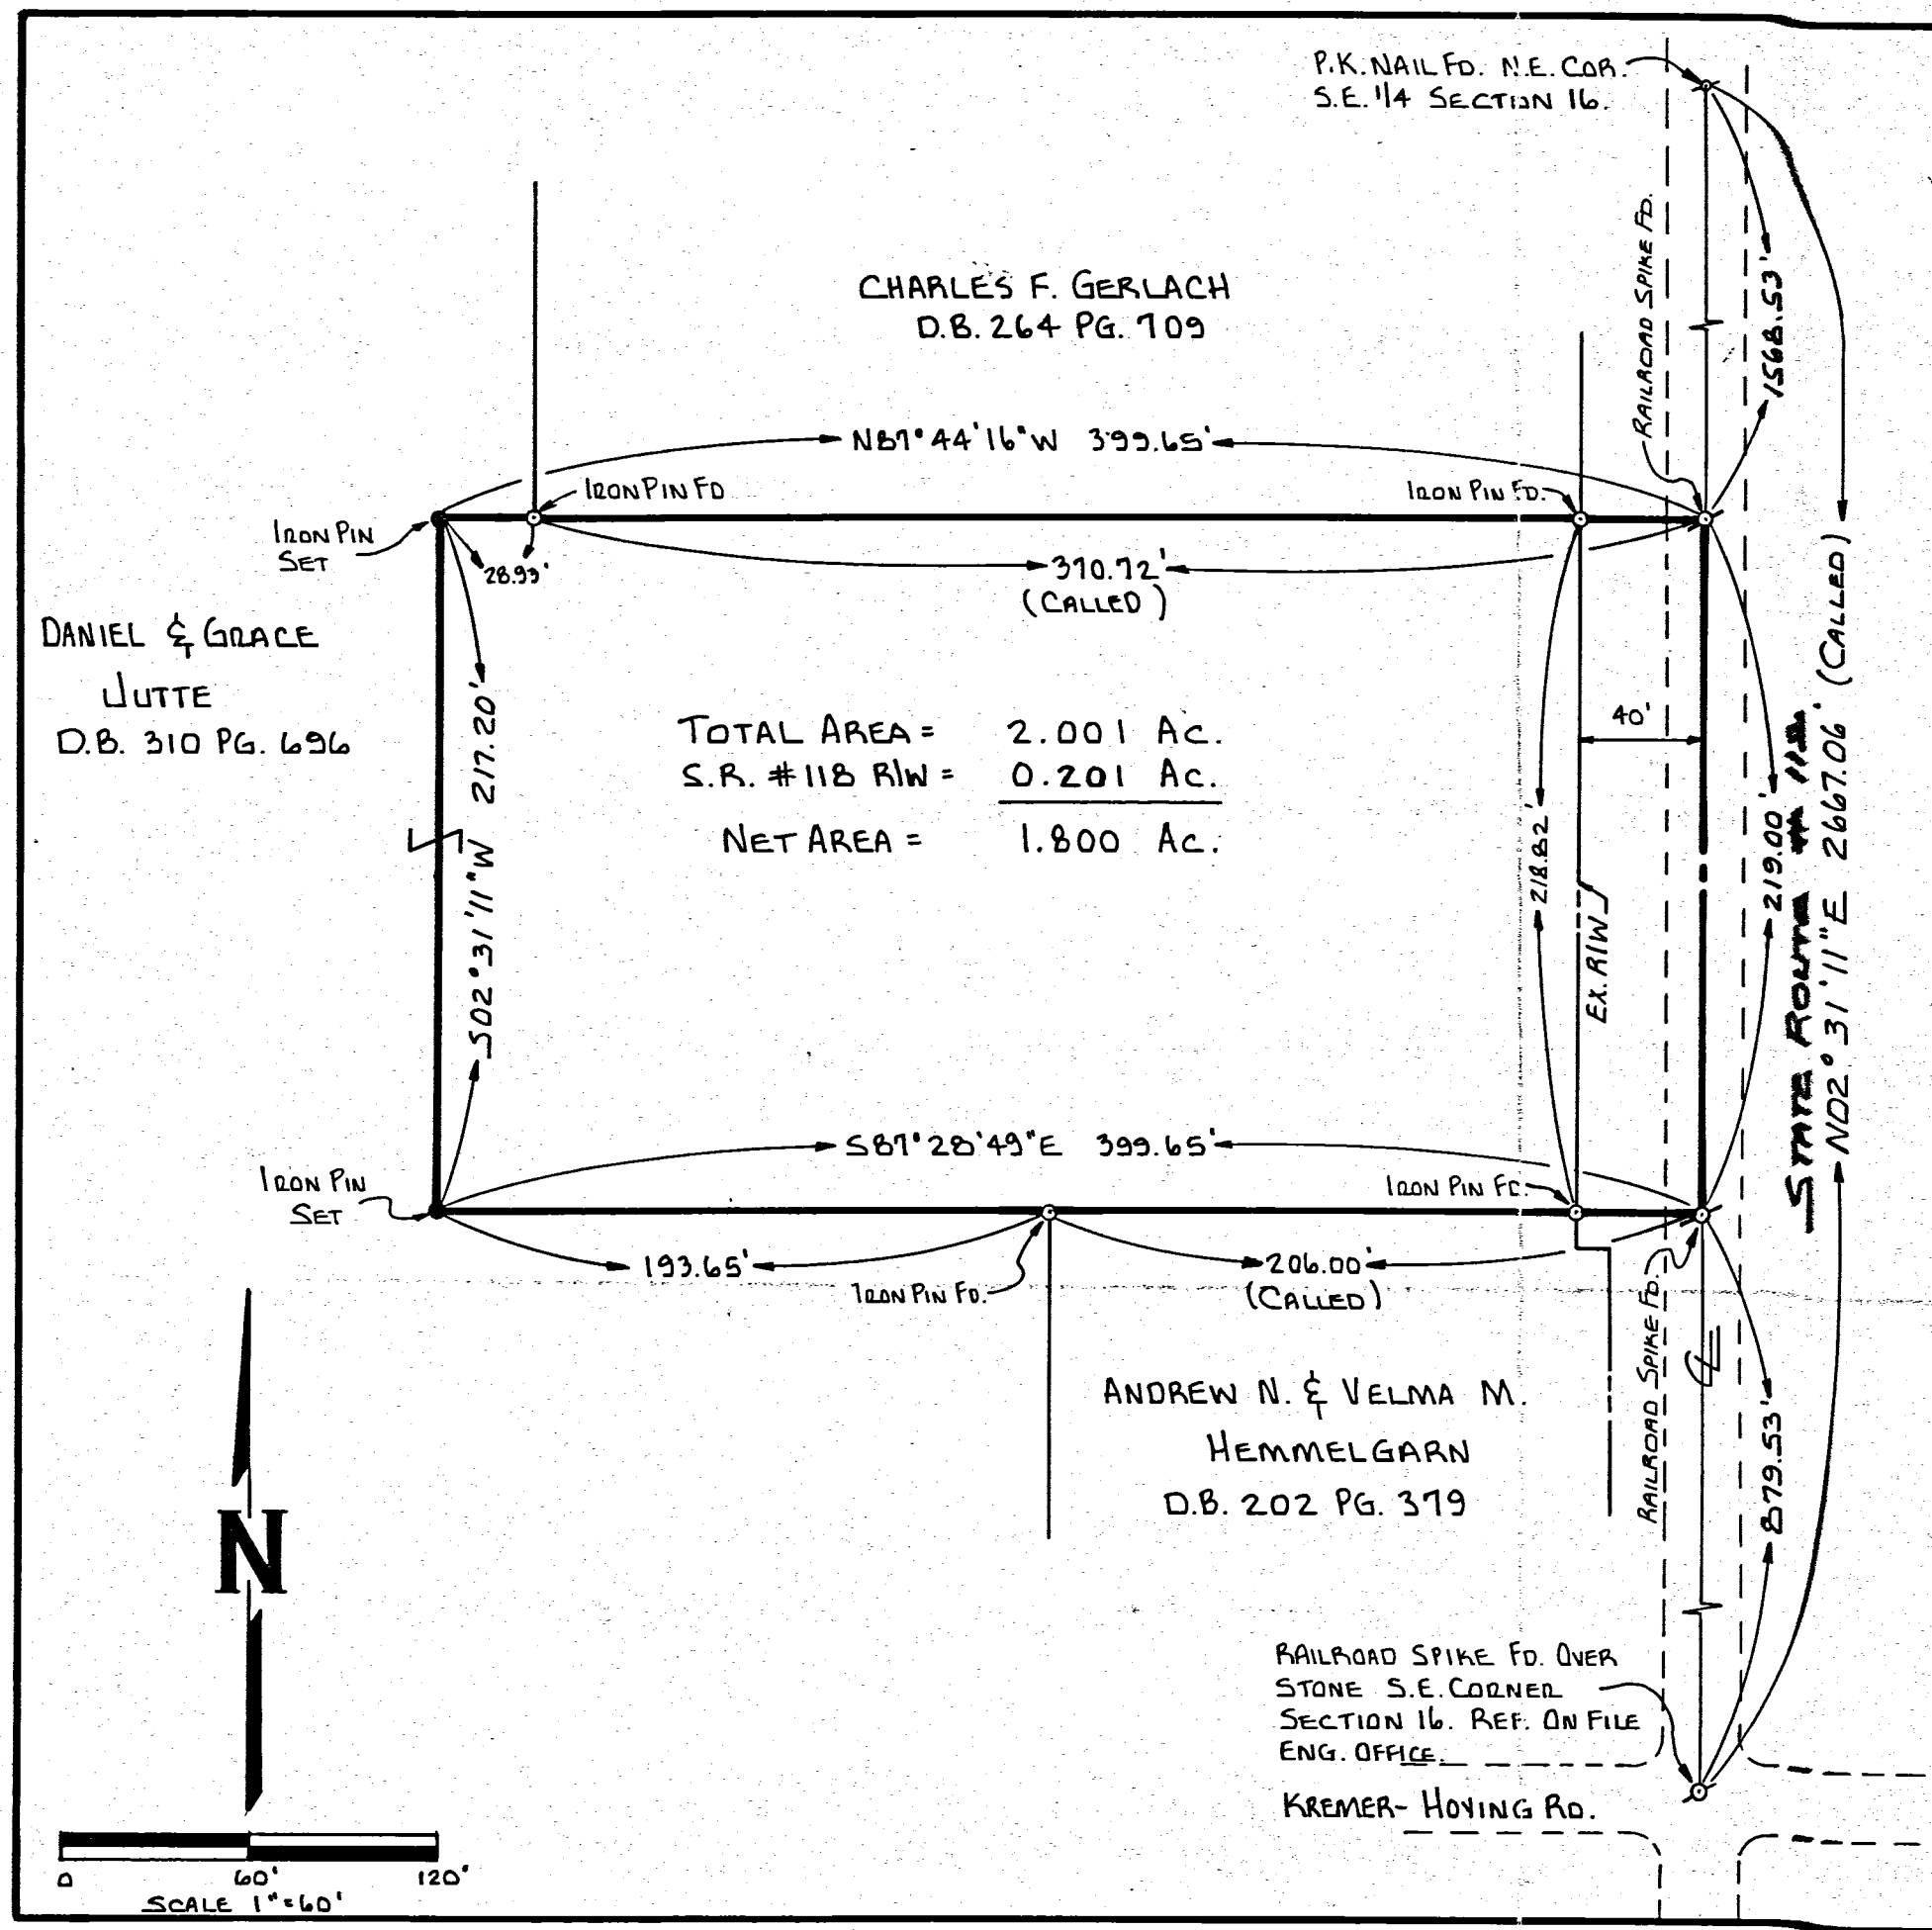 P.K. NAIL FD. N.E. COR.
S.E. 1/4 SECTION 16.
RAILROAD SPIKE FD.
1568.53'
CHARLES F. GERLACH
D.B. 264 PG. 709
N87°44'16"W 399.65'
IRON PIN FD
IRON PIN FD.
IRON PIN
SET
28.93'
370.72'
(CALLED)
DANIEL & GRACE
JUTTE
D.B. 310 PG. 696
S02°31'11"W 217.20'
TOTAL AREA = 2.001 AC.
S.R. #118 R/W = 0.201 AC.
NET AREA = 1.800 AC.
218.82'
EX. R/W
40'
219.00'
STATE ROUTE # 118
N02°31'11"E 2667.06' (CALLED)
S87°28'49"E 399.65'
IRON PIN FD.
IRON PIN
SET
193.65'
IRON PIN FD.
206.00'
(CALLED)
RAILROAD SPIKE FD.
879.53'
ANDREW N. & VELMA M.
HEMMELGARN
D.B. 202 PG. 379
N
RAILROAD SPIKE FD. OVER
STONE S.E. CORNER
SECTION 16. REF. ON FILE
ENG. OFFICE.
KREMER-HOVING RD.
0 60' 120'
SCALE 1"=60'